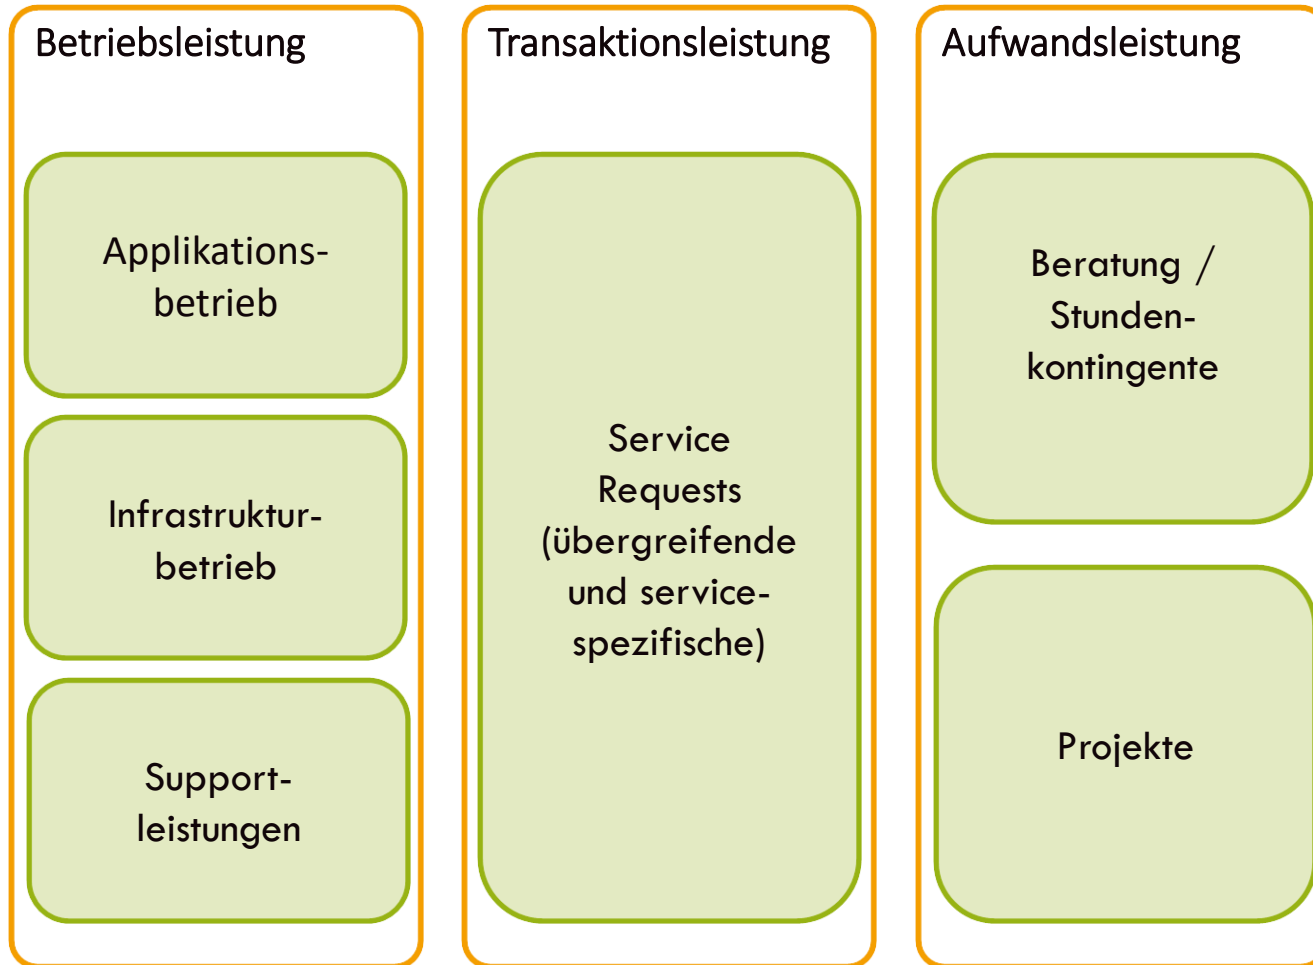 Betriebsleistung
Applikations-
betrieb
Infrastruktur-
betrieb
Support-
leistungen
Transaktionsleistung
Service
Requests
(übergreifende
und service-
spezifische)
Aufwandsleistung
Beratung /
Stunden-
kontingente
Projekte